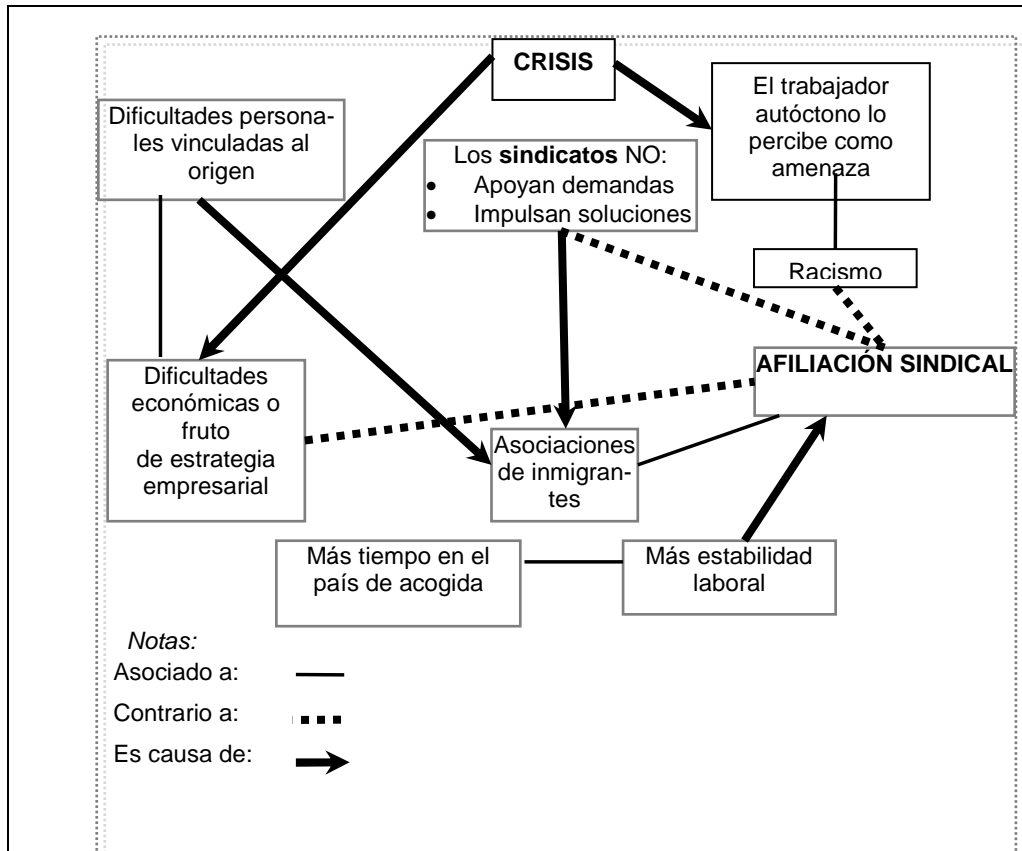 CRISIS
El trabajador
autóctono lo
percibe como
amenaza
Dificultades persona-
les vinculadas al
origen
Los sindicatos NO:
• Apoyan demandas
• Impulsan soluciones
Racismo
AFILIACIÓN SINDICAL
Dificultades
económicas o
fruto
de estrategia
empresarial
Asociaciones
de inmigran-
tes
Más tiempo en el
país de acogida
Más estabilidad
laboral
Notas:
Asociado a:
Contrario a:
Es causa de: